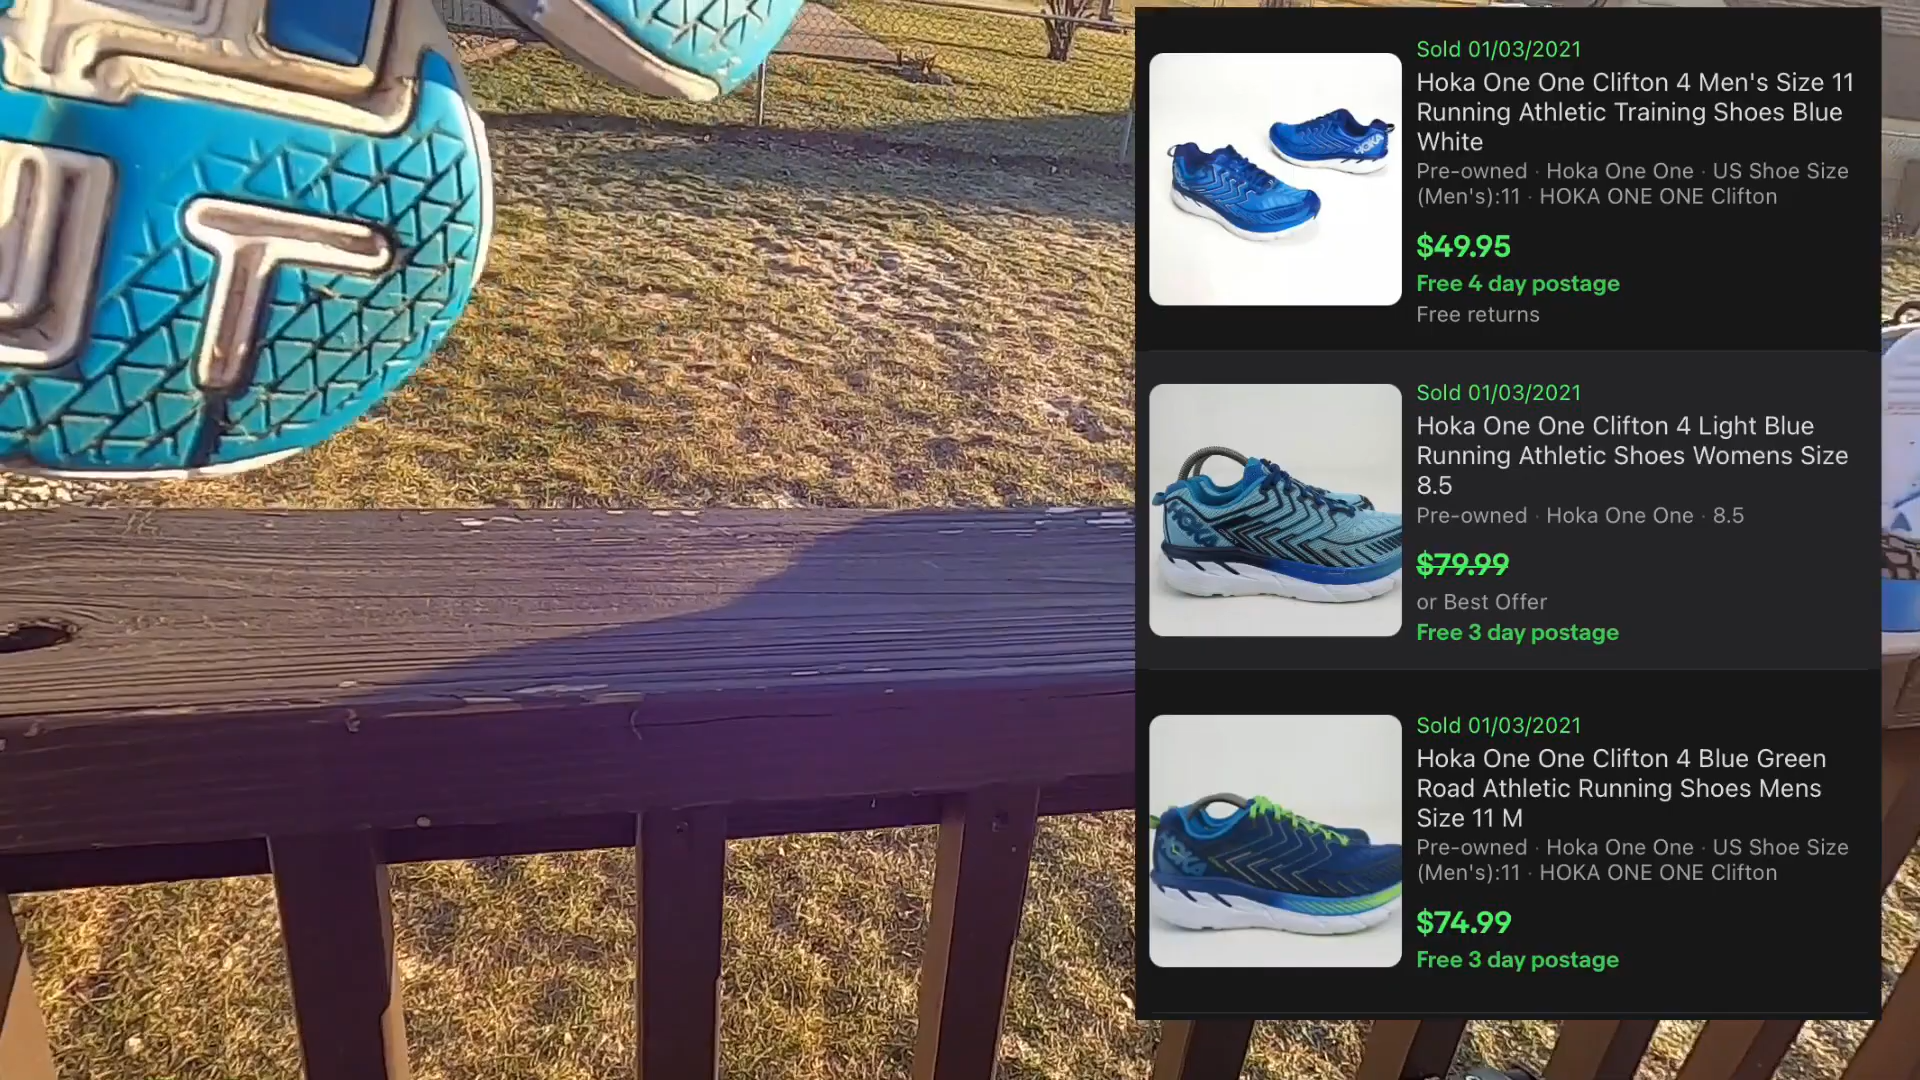 Sold 01/03/2021
Hoka One One Clifton 4 Men's Size 11
Running Athletic Training Shoes Blue
White
Pre-owned · Hoka One One · US Shoe Size
(Men's):11 · HOKA ONE ONE Clifton
$49.95
Free 4 day postage
Free returns
HOKA
Sold 01/03/2021
Hoka One One Clifton 4 Light Blue
Running Athletic Shoes Womens Size
8.5
Pre-owned · Hoka One One · 8.5
$79.99
or Best Offer
Free 3 day postage
HOKA
Sold 01/03/2021
Hoka One One Clifton 4 Blue Green
Road Athletic Running Shoes Mens
Size 11 M
Pre-owned · Hoka One One · US Shoe Size
(Men's):11 · HOKA ONE ONE Clifton
$74.99
Free 3 day postage
HOKA